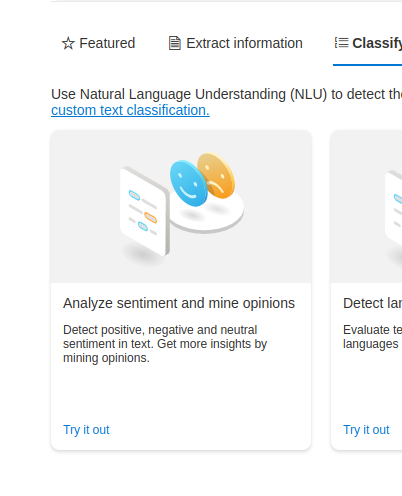 Featured Extract information Classify
Use Natural Language Understanding (NLU) to detect the
custom text classification.
Analyze sentiment and mine opinions
Detect positive, negative and neutral
sentiment in text. Get more insights by
mining opinions.
Try it out
Detect
Evaluate
languages
Try it out